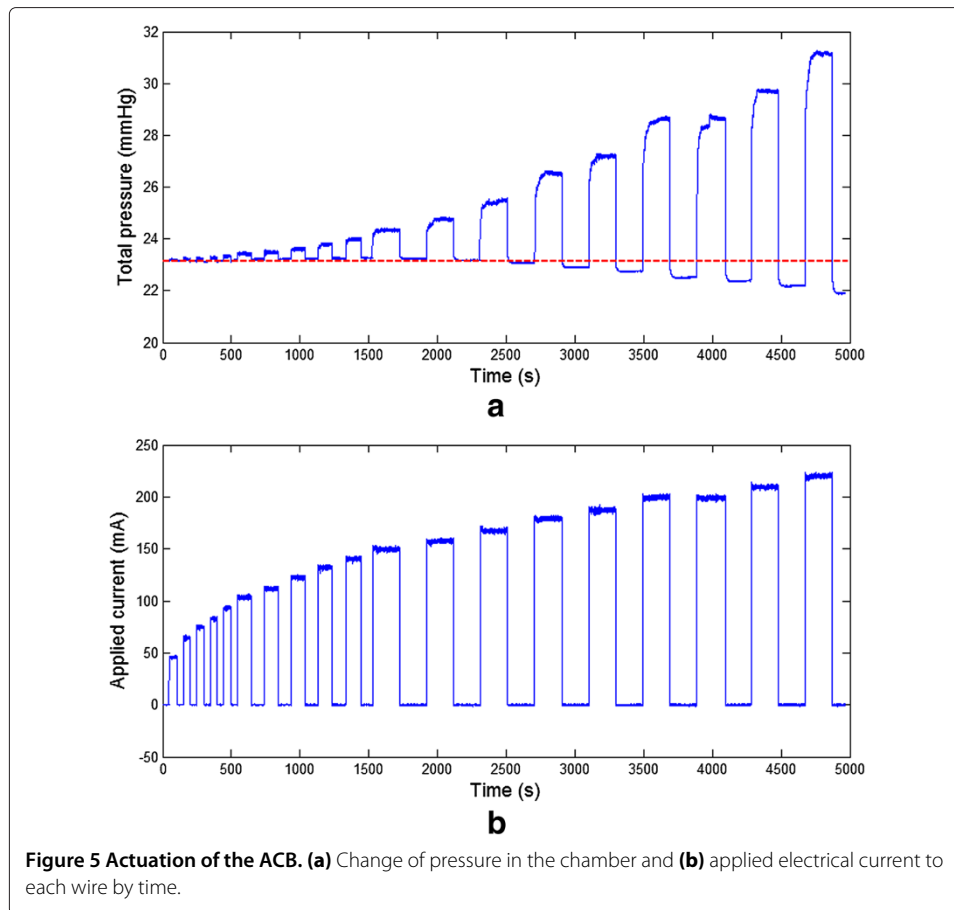 32
30
28
26
24
22
20
Total pressure (mmHg)
0 500 1000 1500 2000 2500 3000 3500 4000 4500 5000
Time (s)
a
250
200
150
100
50
0
-50
Applied current (mA)
0 500 1000 1500 2000 2500 3000 3500 4000 4500 5000
Time (s)
b
Figure 5 Actuation of the ACB. (a) Change of pressure in the chamber and (b) applied electrical current to
each wire by time.